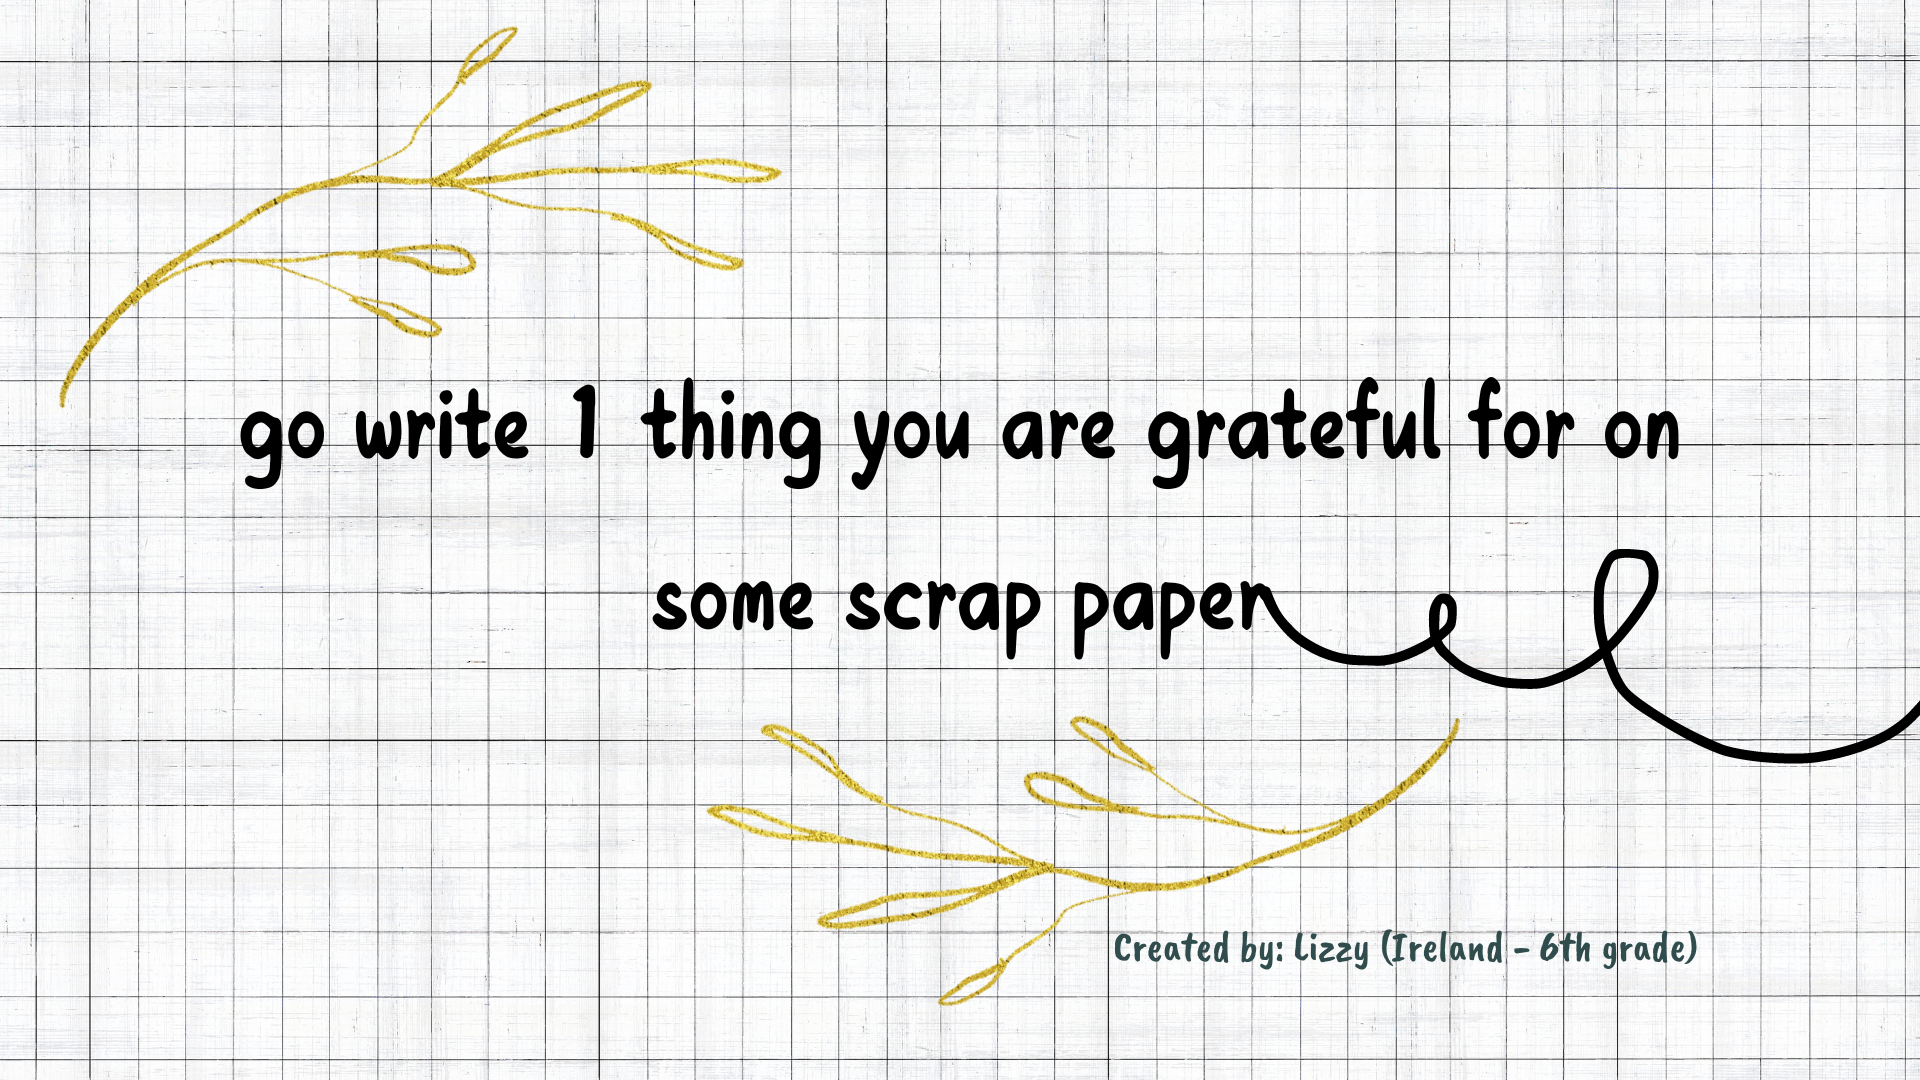 go write 1 thing you are grateful for on
some scrap paper
Created by: Lizzy (Ireland - 6th grade)